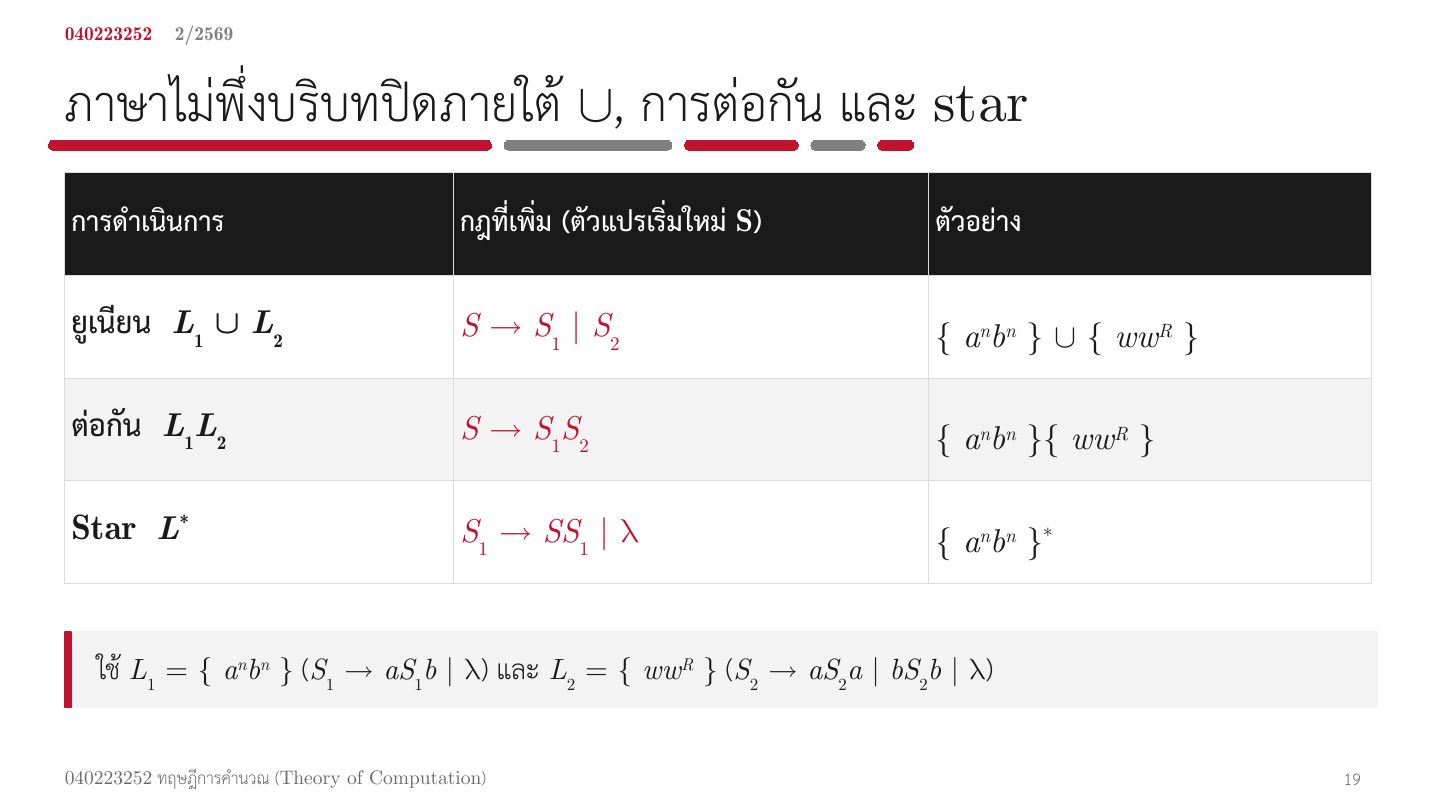 040223252 2/2569
ภาษาไม่พึ่งบริบทปิดภายใต้ ∪, การต่อกัน และ star
การดำเนินการ กฎที่เพิ่ม (ตัวแปรเริ่มใหม่ S) ตัวอย่าง
ยูเนียน L₁ ∪ L₂ S → S₁ | S₂ { aⁿbⁿ } ∪ { wwᴿ }
ต่อกัน L₁L₂ S → S₁S₂ { aⁿbⁿ }{ wwᴿ }
Star L* S₁ → SS₁ | λ { aⁿbⁿ }*
ใช้ L₁ = { aⁿbⁿ } (S₁ → aS₁b | λ) และ L₂ = { wwᴿ } (S₂ → aS₂a | bS₂b | λ)
040223252 ทฤษฎีการคำนวณ (Theory of Computation) 19